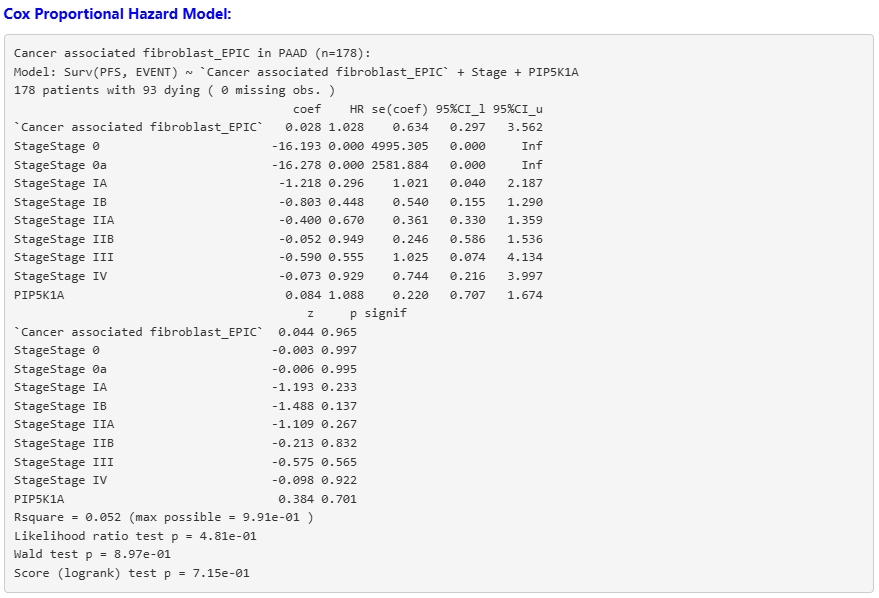 Cox Proportional Hazard Model:
Cancer associated fibroblast_EPIC in PAAD (n=178):
Model: Surv(PFS, EVENT) ~ `Cancer associated fibroblast_EPIC` + Stage + PIP5K1A
178 patients with 93 dying ( 0 missing obs. )
coef HR se(coef) 95%CI_l 95%CI_u
`Cancer associated fibroblast_EPIC` 0.028 1.028 0.634 0.297 3.562
StageStage 0 -16.193 0.000 4995.305 0.000 Inf
StageStage 0a -16.278 0.000 2581.884 0.000 Inf
StageStage IA -1.218 0.296 1.021 0.040 2.187
StageStage IB -0.803 0.448 0.540 0.155 1.290
StageStage IIA -0.400 0.670 0.361 0.330 1.359
StageStage IIB -0.052 0.949 0.246 0.586 1.536
StageStage III -0.590 0.555 1.025 0.074 4.134
StageStage IV -0.073 0.929 0.744 0.216 3.997
PIP5K1A 0.084 1.088 0.220 0.707 1.674
z p signif
`Cancer associated fibroblast_EPIC` 0.044 0.965
StageStage 0 -0.003 0.997
StageStage 0a -0.006 0.995
StageStage IA -1.193 0.233
StageStage IB -1.488 0.137
StageStage IIA -1.109 0.267
StageStage IIB -0.213 0.832
StageStage III -0.575 0.565
StageStage IV -0.098 0.922
PIP5K1A 0.384 0.701
Rsquare = 0.052 (max possible = 9.91e-01 )
Likelihood ratio test p = 4.81e-01
Wald test p = 8.97e-01
Score (logrank) test p = 7.15e-01